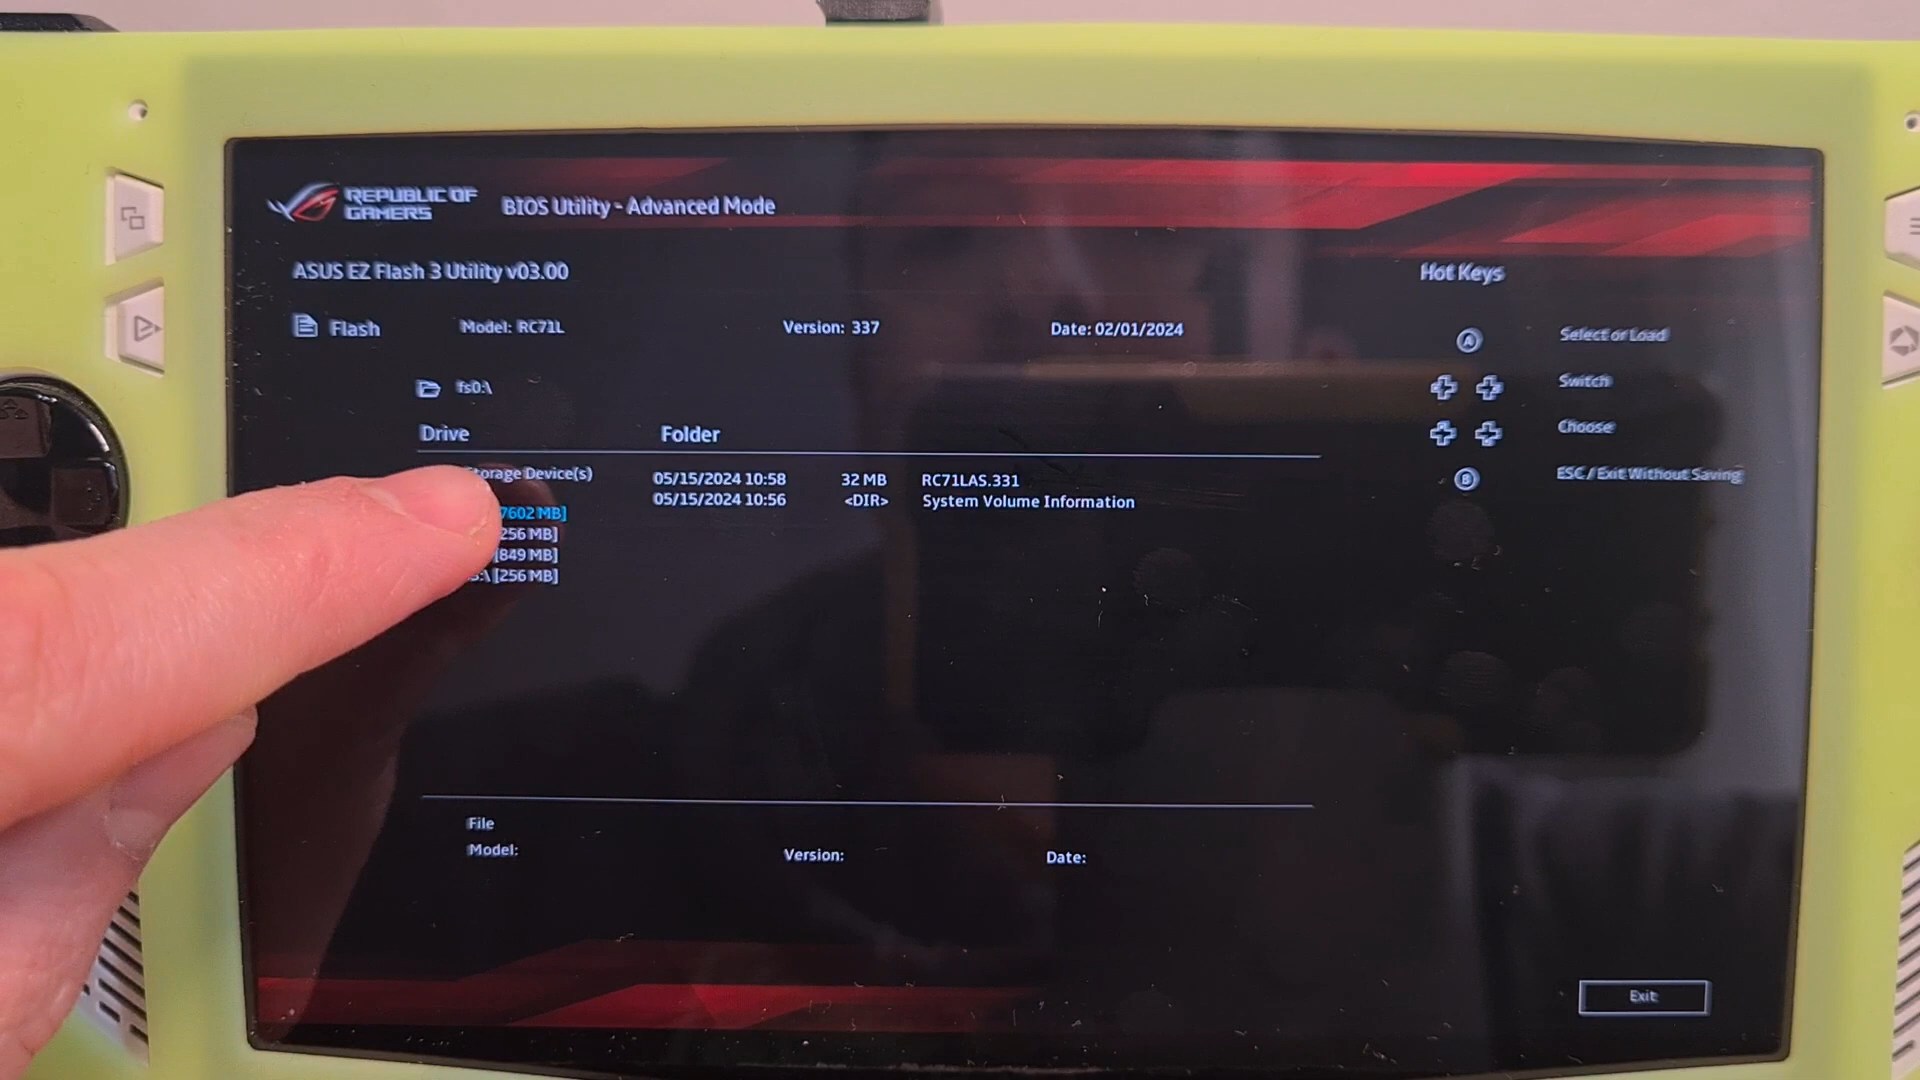 REPUBLIC OF
GAMERS
BIOS Utility - Advanced Mode
ASUS EZ Flash 3 Utility v03.00
Hot Keys
Flash
Model: RC71L
Version: 337
Date: 02/01/2024
A
Select or Load
fs0:\
Switch
Drive
Folder
Choose
Storage Device(s)
05/15/2024 10:58
32 MB
RC71LAS.331
B
ESC / Exit Without Saving
05/15/2024 10:56
<DIR>
System Volume Information
7602 MB]
256 MB]
[849 MB]
:\ [256 MB]
File
Model:
Version:
Date:
Exit